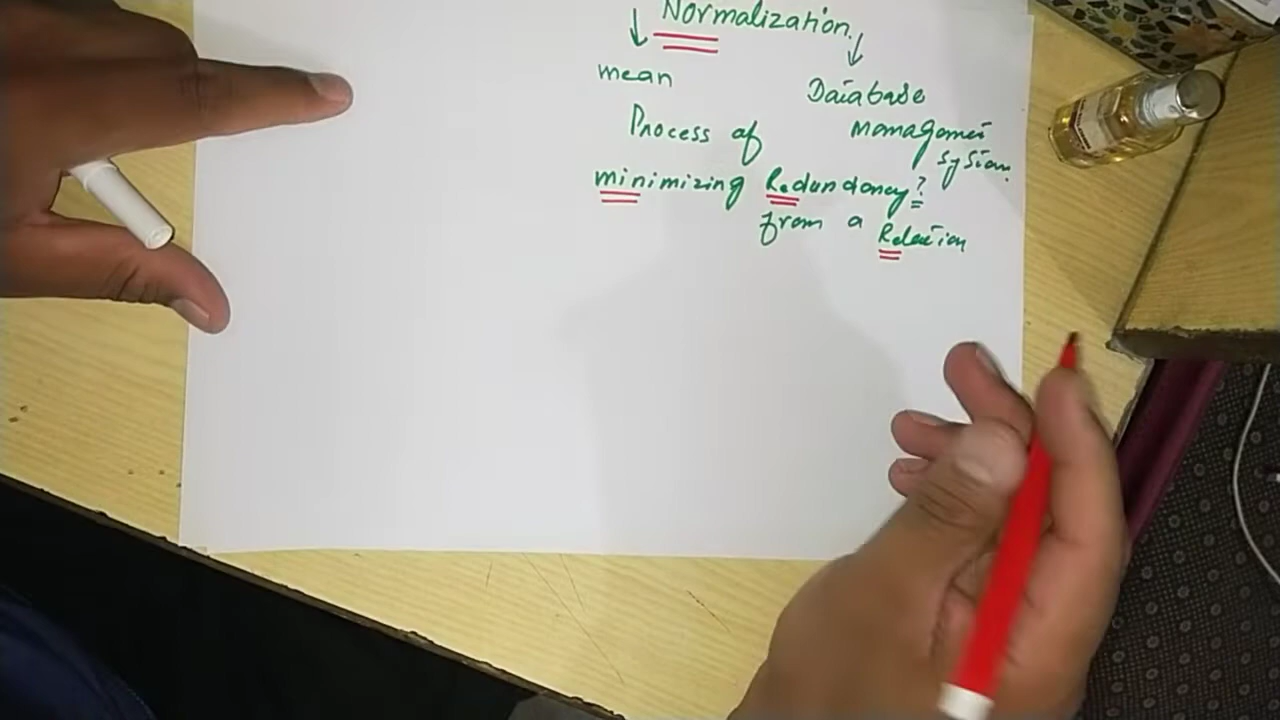 Normalization
mean
Database
Process of
management
system.
minimizing Redundancy?
from a Relation